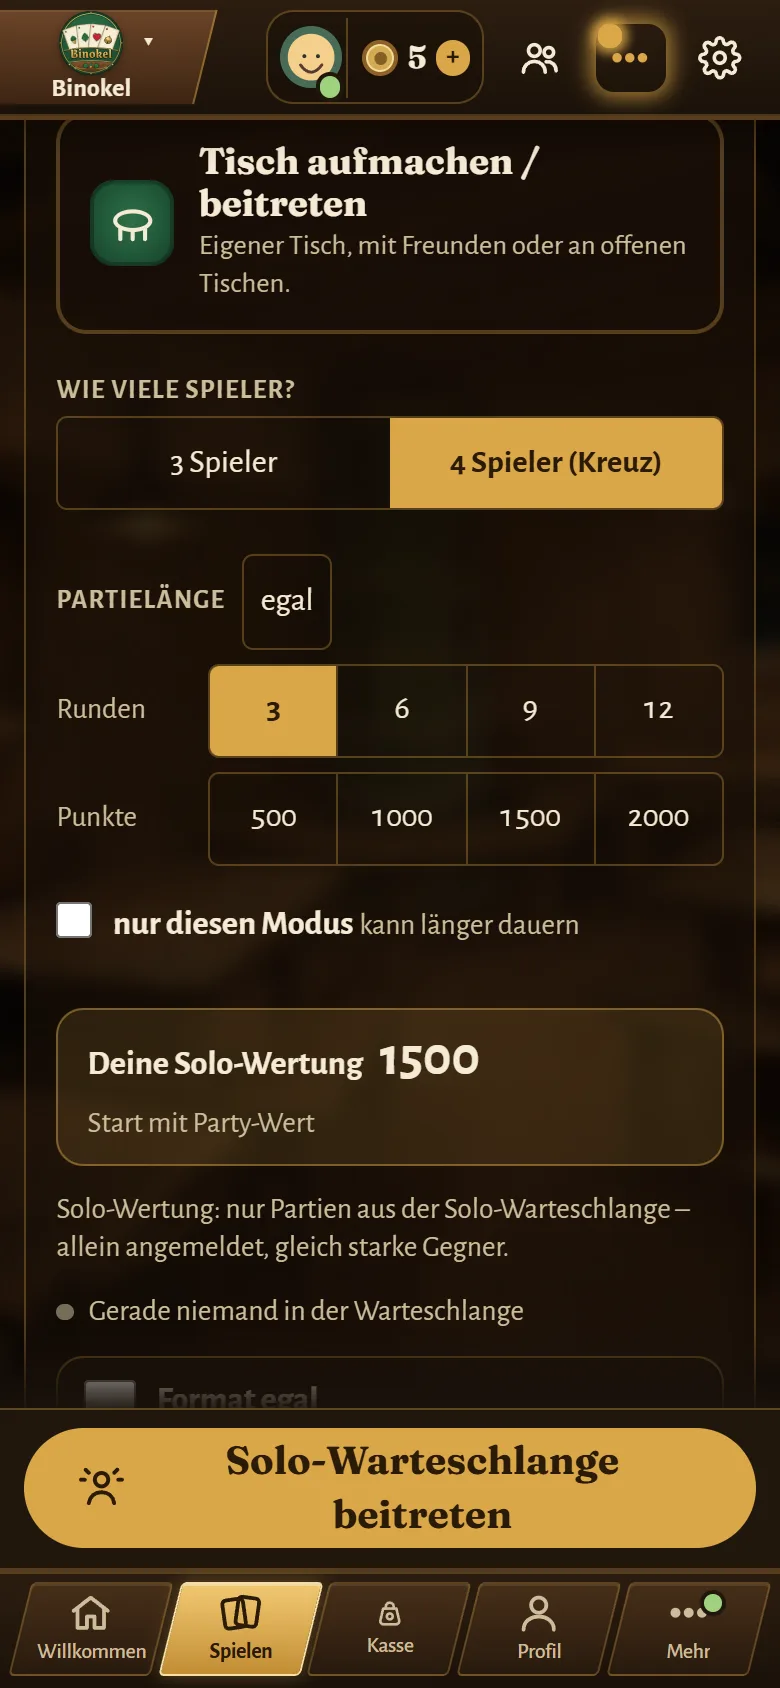 Binokel
Binokel
5 +
Tisch aufmachen /
beitreten
Eigener Tisch, mit Freunden oder an offenen
Tischen.
WIE VIELE SPIELER?
3 Spieler
4 Spieler (Kreuz)
PARTIELÄNGE egal
Runden 3 6 9 12
Punkte 500 1000 1500 2000
nur diesen Modus kann länger dauern
Deine Solo-Wertung 1500
Start mit Party-Wert
Solo-Wertung: nur Partien aus der Solo-Warteschlange –
allein angemeldet, gleich starke Gegner.
Gerade niemand in der Warteschlange
Format egal
Solo-Warteschlange
beitreten
Willkommen Spielen Kasse Profil Mehr